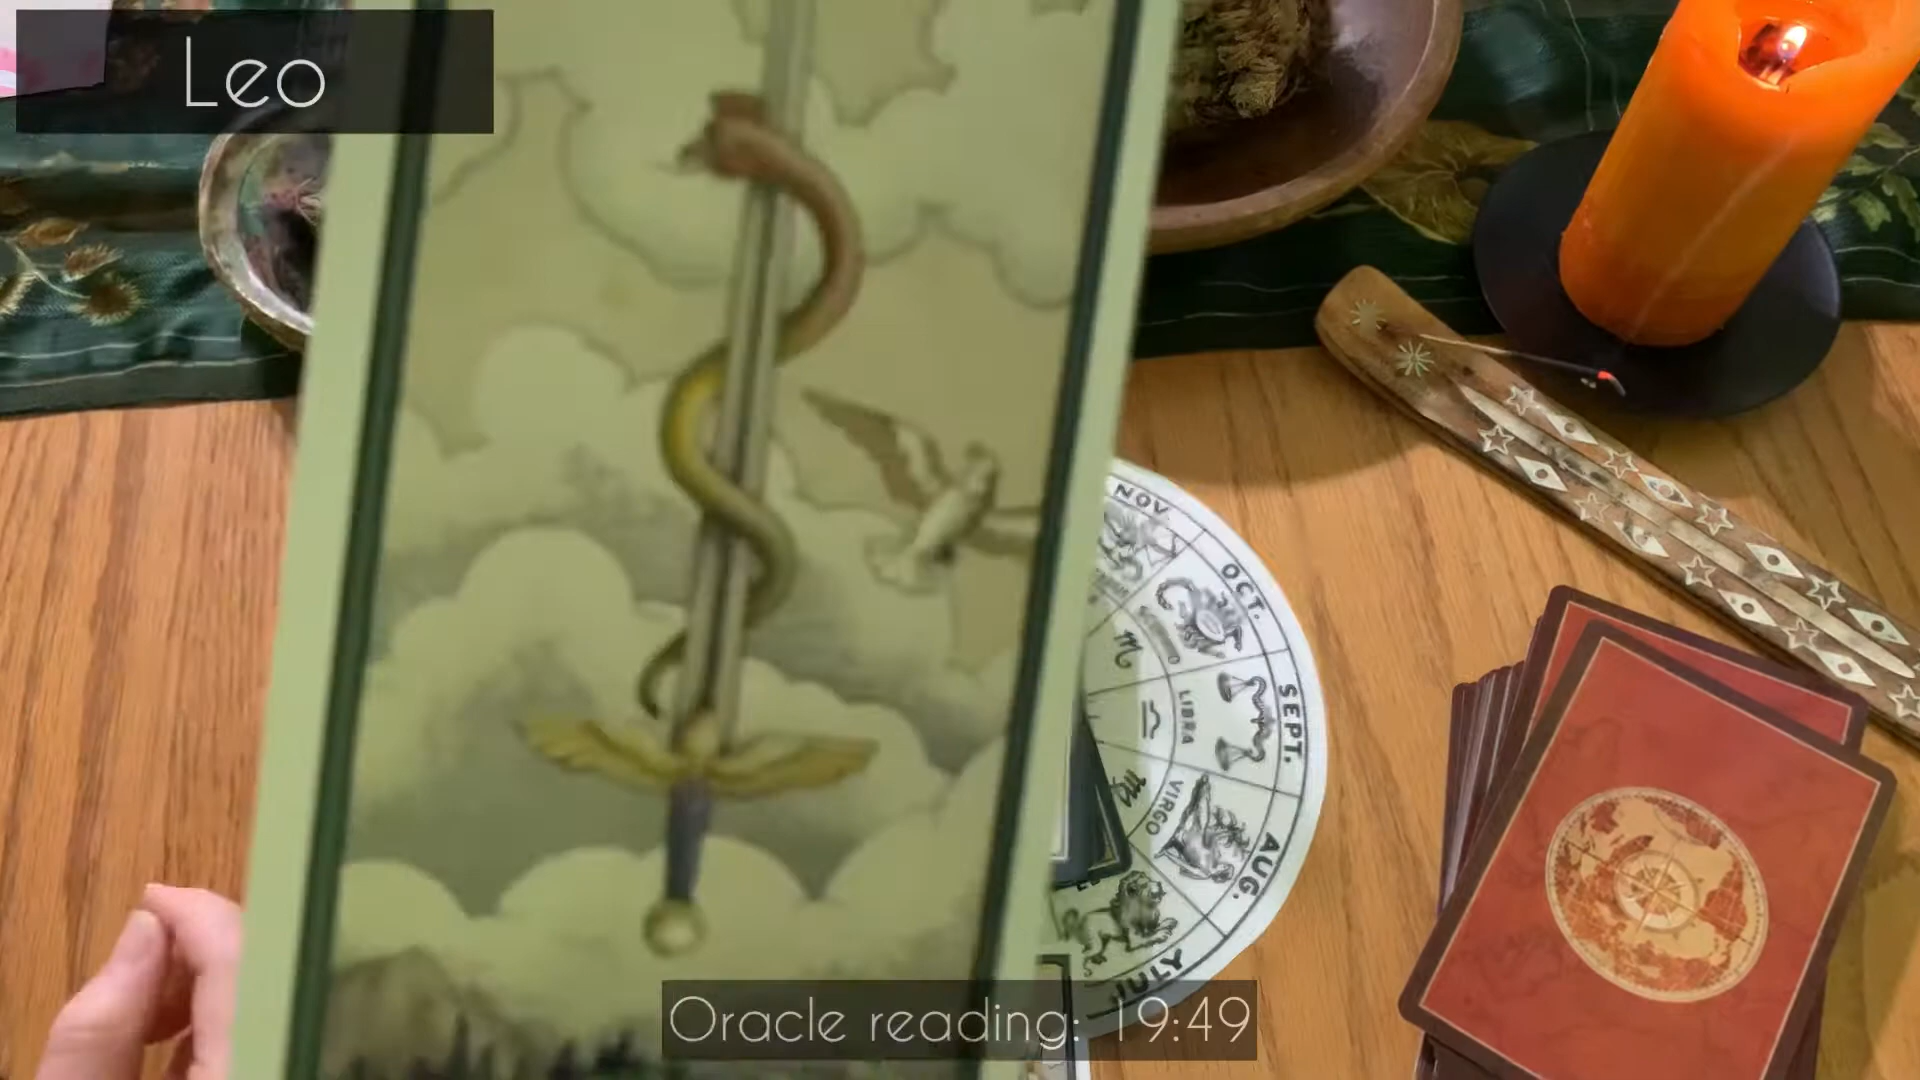 Leo
NOV.
OCT.
SEPT.
LIBRA
VIRGO
AUG.
JULY
Oracle reading: 19:49